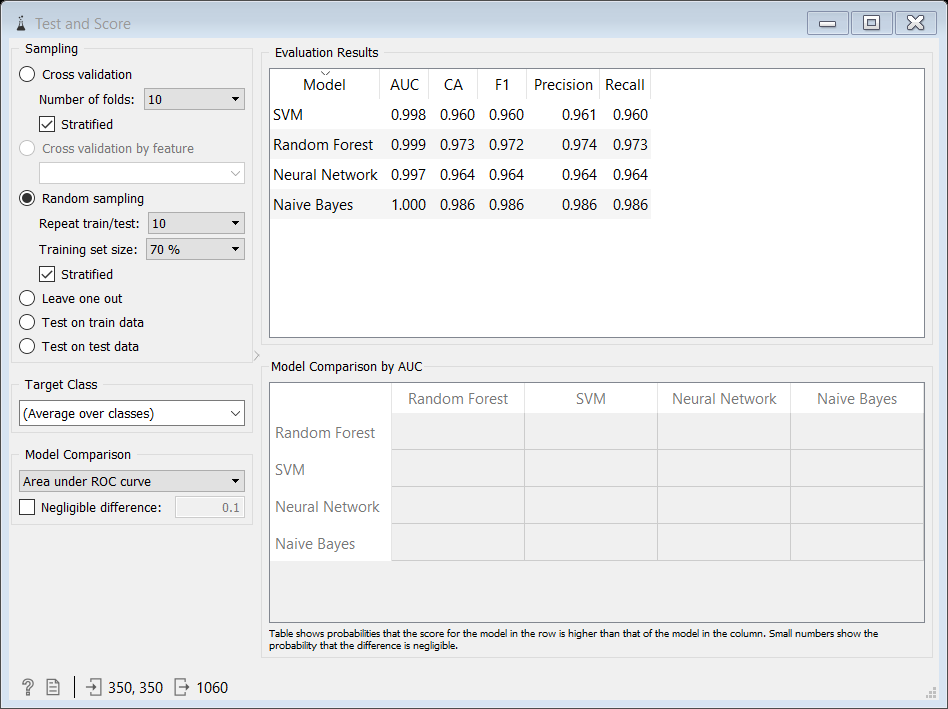 Test and Score
Sampling
Cross validation
Number of folds: 10
Stratified
Cross validation by feature
Random sampling
Repeat train/test: 10
Training set size: 70 %
Stratified
Leave one out
Test on train data
Test on test data
Target Class
(Average over classes)
Model Comparison
Area under ROC curve
Negligible difference: 0.1
Evaluation Results
Model AUC CA F1 Precision Recall
SVM 0.998 0.960 0.960 0.961 0.960
Random Forest 0.999 0.973 0.972 0.974 0.973
Neural Network 0.997 0.964 0.964 0.964 0.964
Naive Bayes 1.000 0.986 0.986 0.986 0.986
Model Comparison by AUC
Random Forest SVM Neural Network Naive Bayes
Random Forest
SVM
Neural Network
Naive Bayes
Table shows probabilities that the score for the model in the row is higher than that of the model in the column. Small numbers show the
probability that the difference is negligible.
? 350, 350 1060